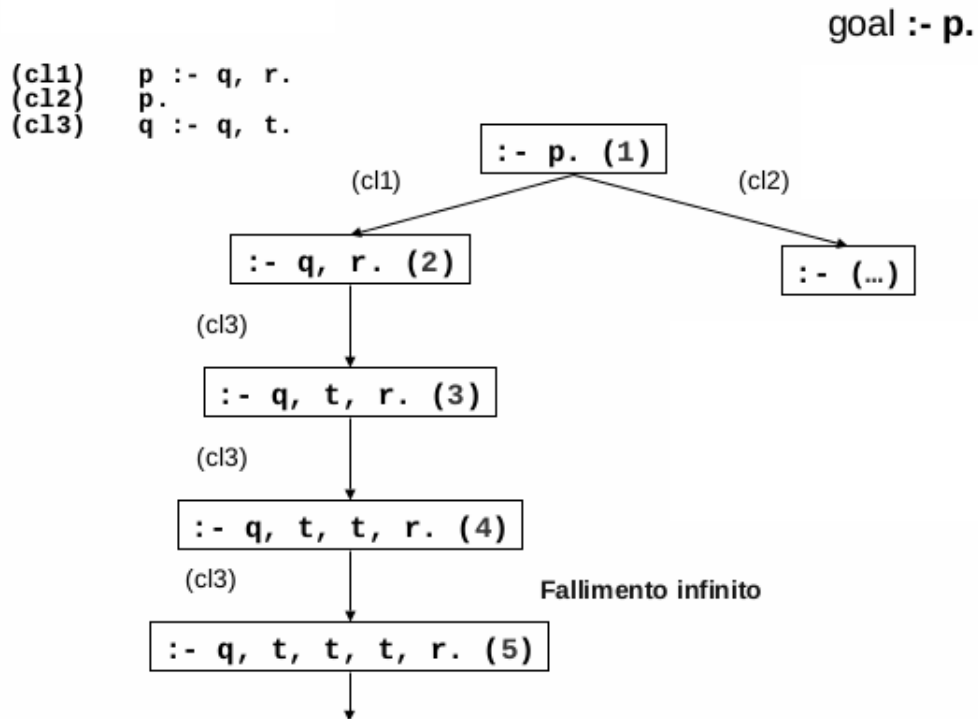 goal :- p.
(cl1) p :- q, r.
(cl2) p.
(cl3) q :- q, t.
:- p. (1)
(cl1)
(cl2)
:- q, r. (2)
:- (…)
(cl3)
:- q, t, r. (3)
(cl3)
:- q, t, t, r. (4)
(cl3)
Fallimento infinito
:- q, t, t, t, r. (5)